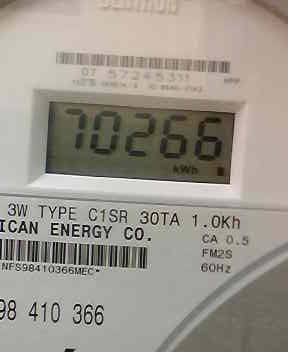 CENTRON
07 57245311
70266
kWh
3W TYPE C1SR 30TA 1.0Kh
ICAN ENERGY CO.
CA 0.5
FM2S
60Hz
NFS98410366MEC*
98 410 366